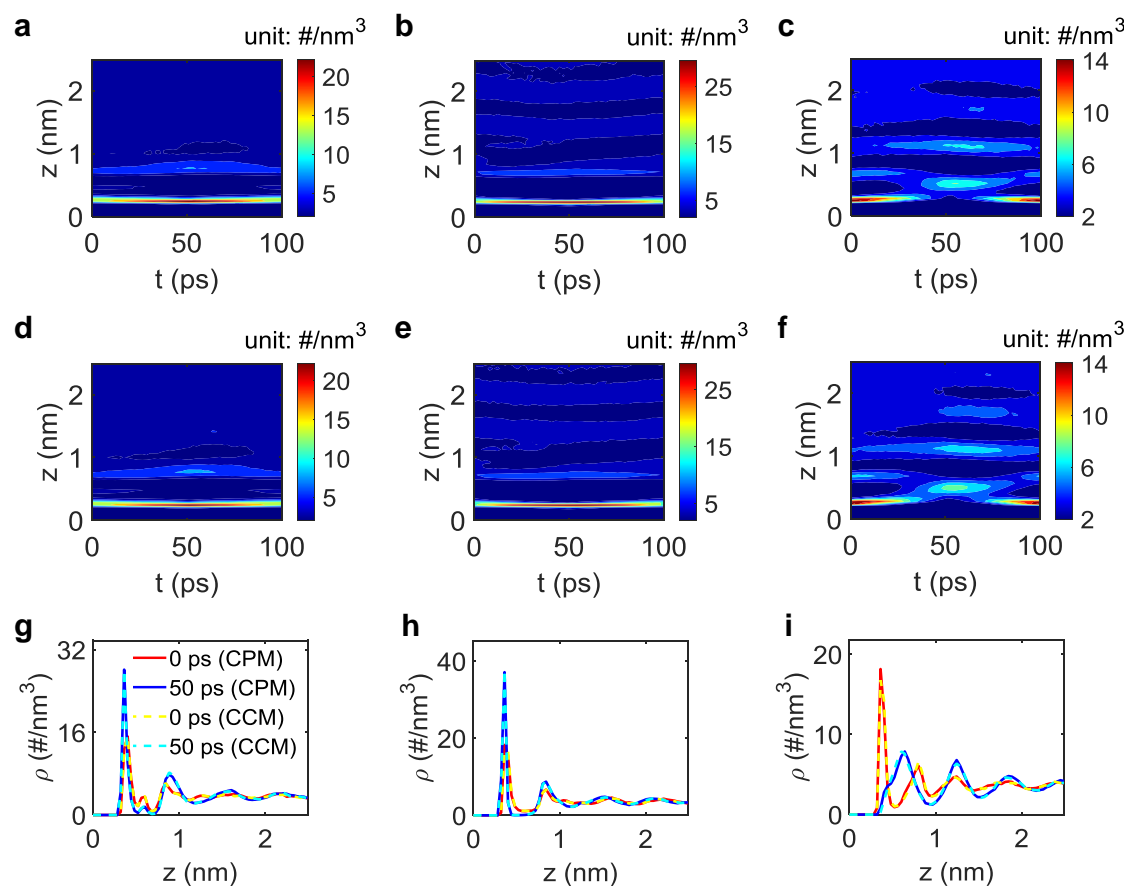 a
unit: #/nm3
20
15
10
5
2
1
0
z (nm)
0 50 100
t (ps)
b
unit: #/nm3
25
15
5
2
1
0
z (nm)
0 50 100
t (ps)
c
unit: #/nm3
14
10
6
2
2
1
0
z (nm)
0 50 100
t (ps)
d
unit: #/nm3
20
15
10
5
2
1
0
z (nm)
0 50 100
t (ps)
e
unit: #/nm3
25
15
5
2
1
0
z (nm)
0 50 100
t (ps)
f
unit: #/nm3
14
10
6
2
2
1
0
z (nm)
0 50 100
t (ps)
g
32
16
0
ρ (#/nm3)
0 ps (CPM)
50 ps (CPM)
0 ps (CCM)
50 ps (CCM)
0 1 2
z (nm)
h
40
20
0
ρ (#/nm3)
0 1 2
z (nm)
i
20
10
0
ρ (#/nm3)
0 1 2
z (nm)